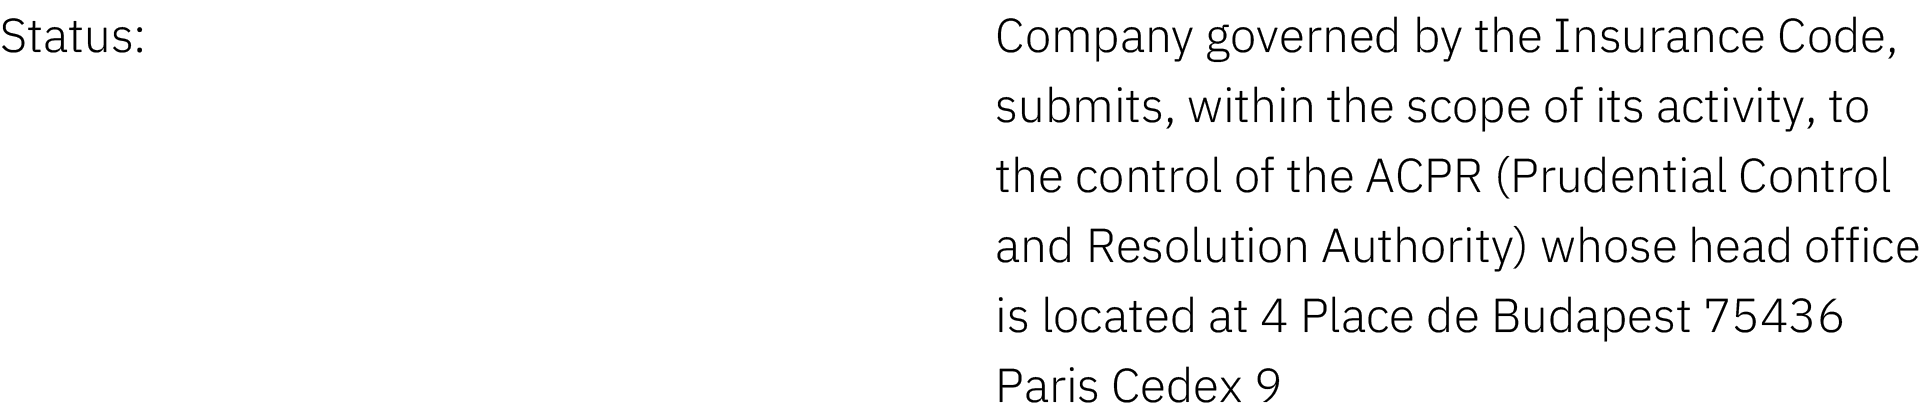 Status:
Company governed by the Insurance Code,
submits, within the scope of its activity, to
the control of the ACPR (Prudential Control
and Resolution Authority) whose head office
is located at 4 Place de Budapest 75436
Paris Cedex 9